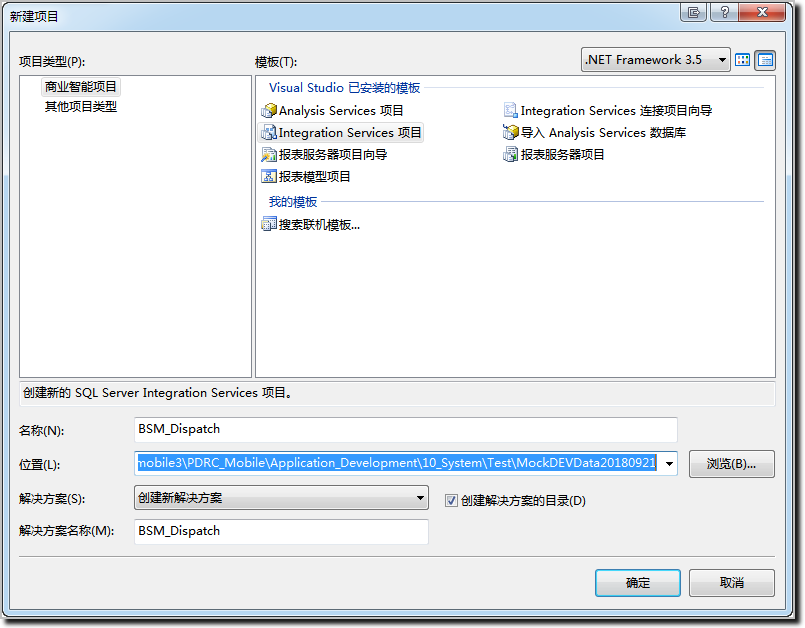 新建项目
项目类型(P):
模板(T):
.NET Framework 3.5
商业智能项目
其他项目类型
Visual Studio 已安装的模板
Analysis Services 项目
Integration Services 连接项目向导
Integration Services 项目
导入 Analysis Services 数据库
报表服务器项目向导
报表服务器项目
报表模型项目
我的模板
搜索联机模板...
创建新的 SQL Server Integration Services 项目。
名称(N):
BSM_Dispatch
位置(L):
mobile3\PDRC_Mobile\Application_Development\10_System\Test\MockDEVData20180921
浏览(B)...
解决方案(S):
创建新解决方案
创建解决方案的目录(D)
解决方案名称(M):
BSM_Dispatch
确定
取消